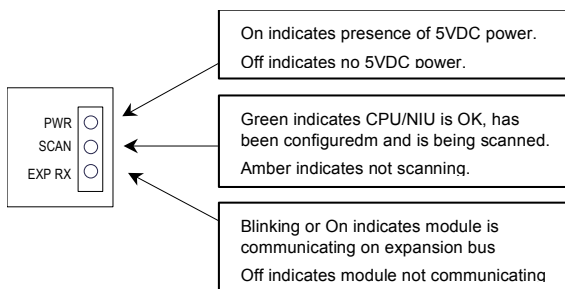 On indicates presence of 5VDC power.
Off indicates no 5VDC power.
PWR
SCAN
EXP RX
Green indicates CPU/NIU is OK, has
been configuredm and is being scanned.
Amber indicates not scanning.
Blinking or On indicates module is
communicating on expansion bus
Off indicates module not communicating